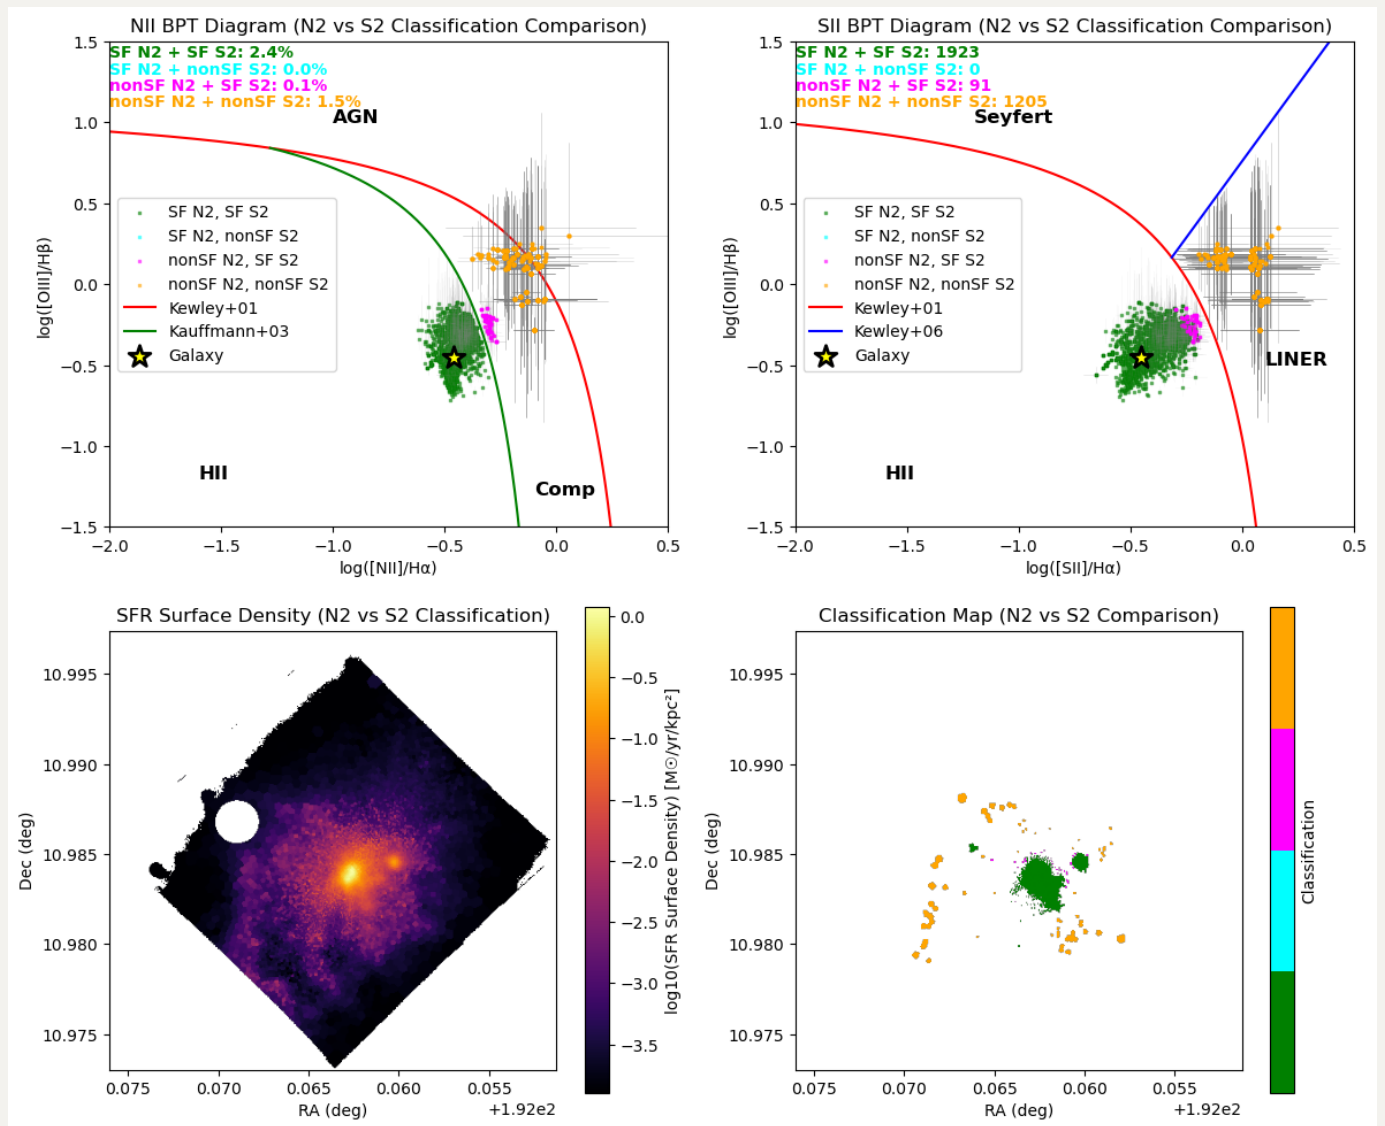 NII BPT Diagram (N2 vs S2 Classification Comparison)
SF N2 + SF S2: 2.4%
SF N2 + nonSF S2: 0.0%
nonSF N2 + SF S2: 0.1%
nonSF N2 + nonSF S2: 1.5%
AGN
SF N2, SF S2
SF N2, nonSF S2
nonSF N2, SF S2
nonSF N2, nonSF S2
Kewley+01
Kauffmann+03
Galaxy
HII
Comp
1.5
1.0
0.5
0.0
−0.5
−1.0
−1.5
log([OIII]/Hβ)
−2.0 −1.5 −1.0 −0.5 0.0 0.5
log([NII]/Hα)
SII BPT Diagram (N2 vs S2 Classification Comparison)
SF N2 + SF S2: 1923
SF N2 + nonSF S2: 0
nonSF N2 + SF S2: 91
nonSF N2 + nonSF S2: 1205
Seyfert
SF N2, SF S2
SF N2, nonSF S2
nonSF N2, SF S2
nonSF N2, nonSF S2
Kewley+01
Kewley+06
Galaxy
LINER
HII
1.5
1.0
0.5
0.0
−0.5
−1.0
−1.5
log([OIII]/Hβ)
−2.0 −1.5 −1.0 −0.5 0.0 0.5
log([SII]/Hα)
SFR Surface Density (N2 vs S2 Classification)
10.995
10.990
10.985
10.980
10.975
Dec (deg)
0.075 0.070 0.065 0.060 0.055
RA (deg)
+1.92e2
0.0
−0.5
−1.0
−1.5
−2.0
−2.5
−3.0
−3.5
log10(SFR Surface Density) [M☉/yr/kpc²]
Classification Map (N2 vs S2 Comparison)
10.995
10.990
10.985
10.980
10.975
Dec (deg)
0.075 0.070 0.065 0.060 0.055
RA (deg)
+1.92e2
Classification